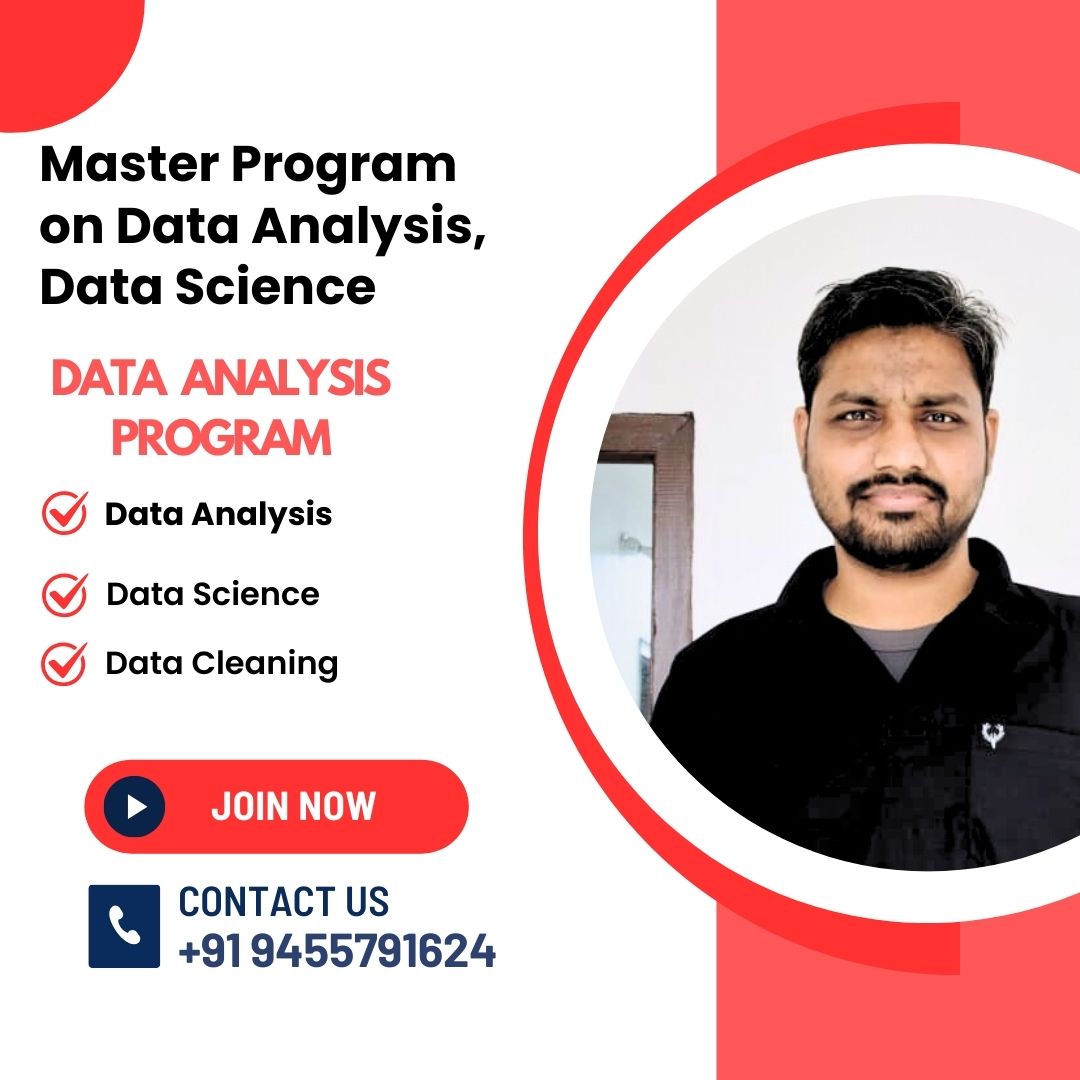 Master Program
on Data Analysis,
Data Science
DATA ANALYSIS
PROGRAM
Data Analysis
Data Science
Data Cleaning
JOIN NOW
CONTACT US
+91 9455791624